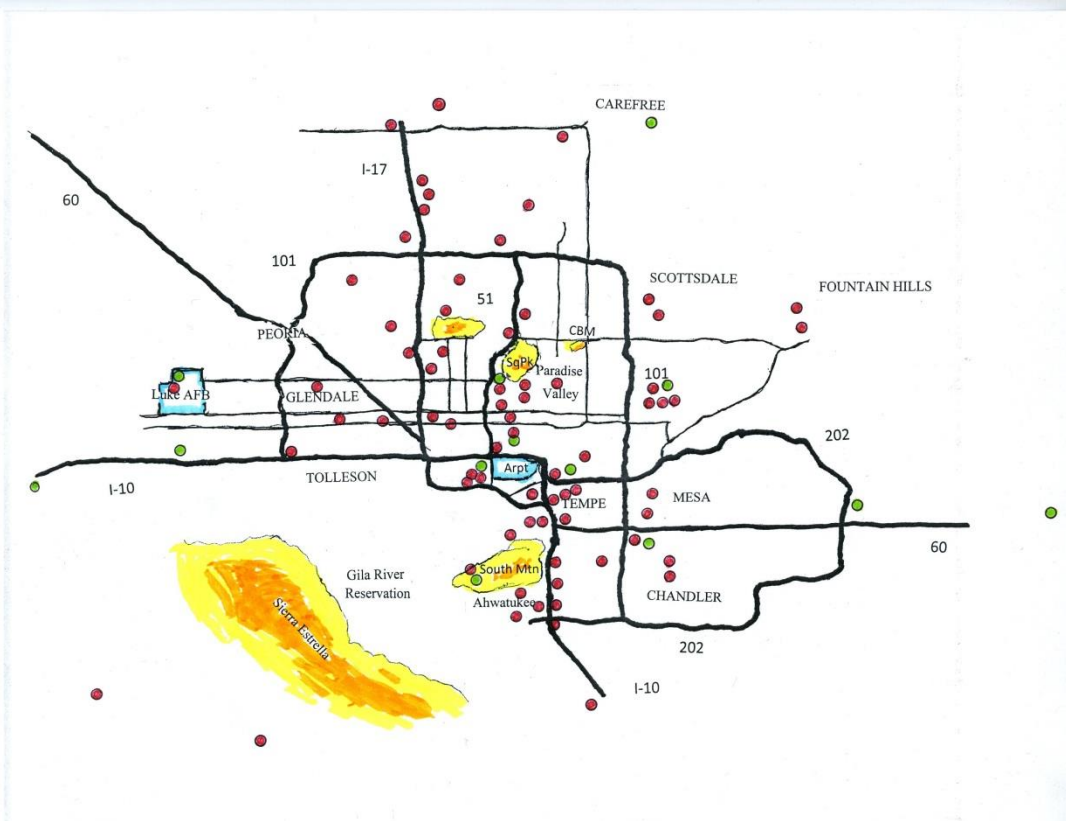 CAREFREE
I-17
60
101
SCOTTSDALE
FOUNTAIN HILLS
51
PEORIA
CBM
SqPk
Paradise
Valley
101
Luke AFB
GLENDALE
202
Arpt
TOLLESON
I-10
TEMPE
MESA
60
South Mtn
Gila River
Reservation
Ahwatukee
CHANDLER
Sierra Estrella
202
I-10